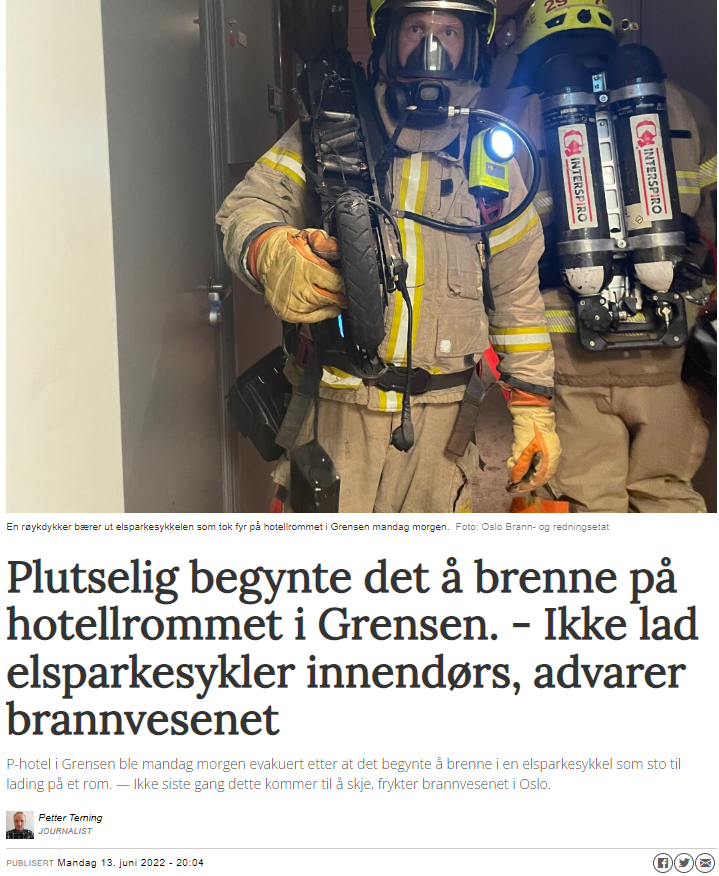 29
INTERSPIRO
INTERSPIRO
En røykdykker bærer ut elsparkesykkelen som tok fyr på hotellrommet i Grensen mandag morgen. Foto: Oslo Brann- og redningsetat
Plutselig begynte det å brenne på
hotellrommet i Grensen. - Ikke lad
elsparkesykler innendørs, advarer
brannvesenet
P-hotel i Grensen ble mandag morgen evakuert etter at det begynte å brenne i en elsparkesykkel som sto til
lading på et rom. — Ikke siste gang dette kommer til å skje, frykter brannvesenet i Oslo.
Petter Terning
JOURNALIST
PUBLISERT Mandag 13. juni 2022 - 20:04